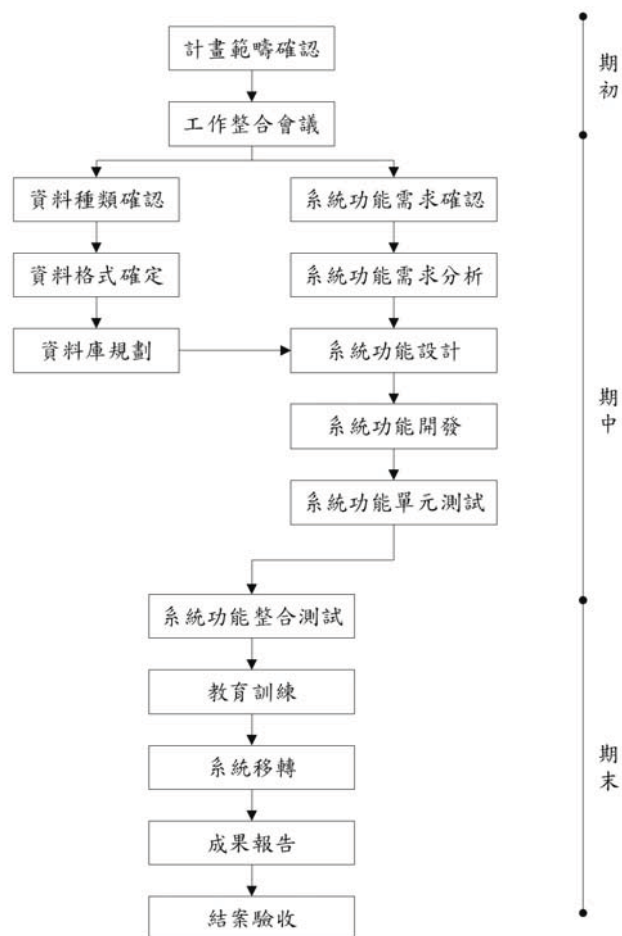 計畫範疇確認
工作整合會議
資料種類確認
系統功能需求確認
資料格式確定
系統功能需求分析
資料庫規劃
系統功能設計
系統功能開發
系統功能單元測試
系統功能整合測試
教育訓練
系統移轉
成果報告
結案驗收
期初
期中
期末